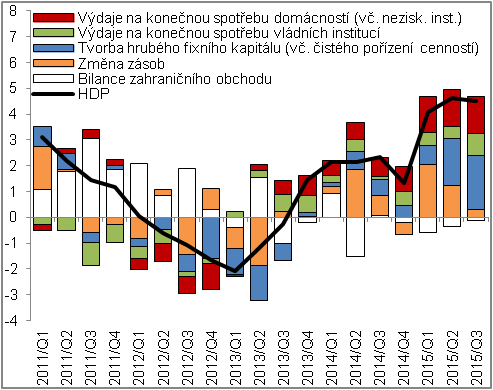 8
7
6
5
4
3
2
1
0
-1
-2
-3
-4
Výdaje na konečnou spotřebu domácností (vč. nezisk. inst.)
Výdaje na konečnou spotřebu vládních institucí
Tvorba hrubého fixního kapitálu (vč. čistého pořízení cenností)
Změna zásob
Bilance zahraničního obchodu
HDP
2011/Q1
2011/Q2
2011/Q3
2011/Q4
2012/Q1
2012/Q2
2012/Q3
2012/Q4
2013/Q1
2013/Q2
2013/Q3
2013/Q4
2014/Q1
2014/Q2
2014/Q3
2014/Q4
2015/Q1
2015/Q2
2015/Q3